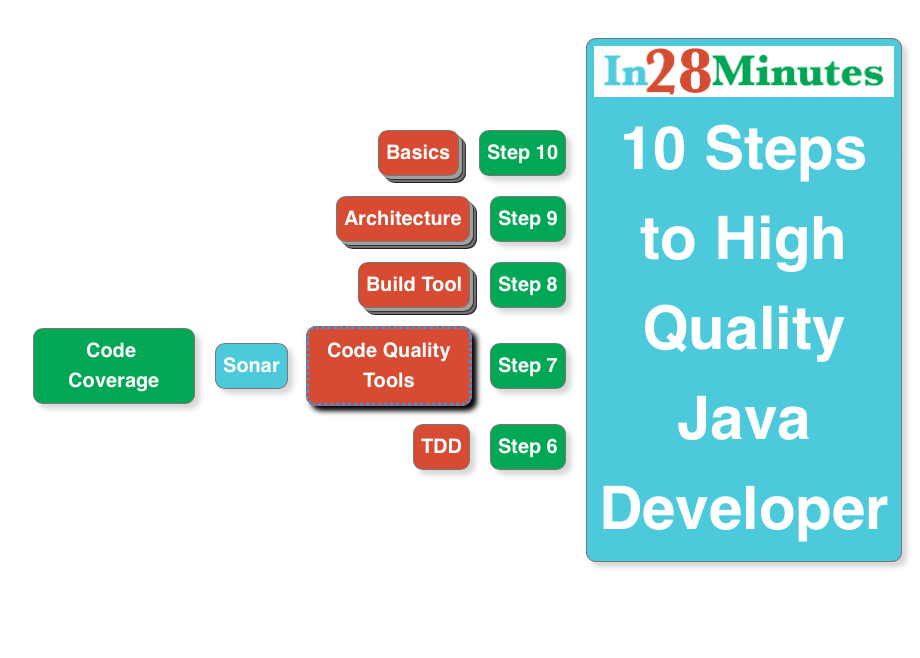 In28Minutes
10 Steps
to High
Quality
Java
Developer
Basics
Step 10
Architecture
Step 9
Build Tool
Step 8
Code
Coverage
Sonar
Code Quality
Tools
Step 7
TDD
Step 6